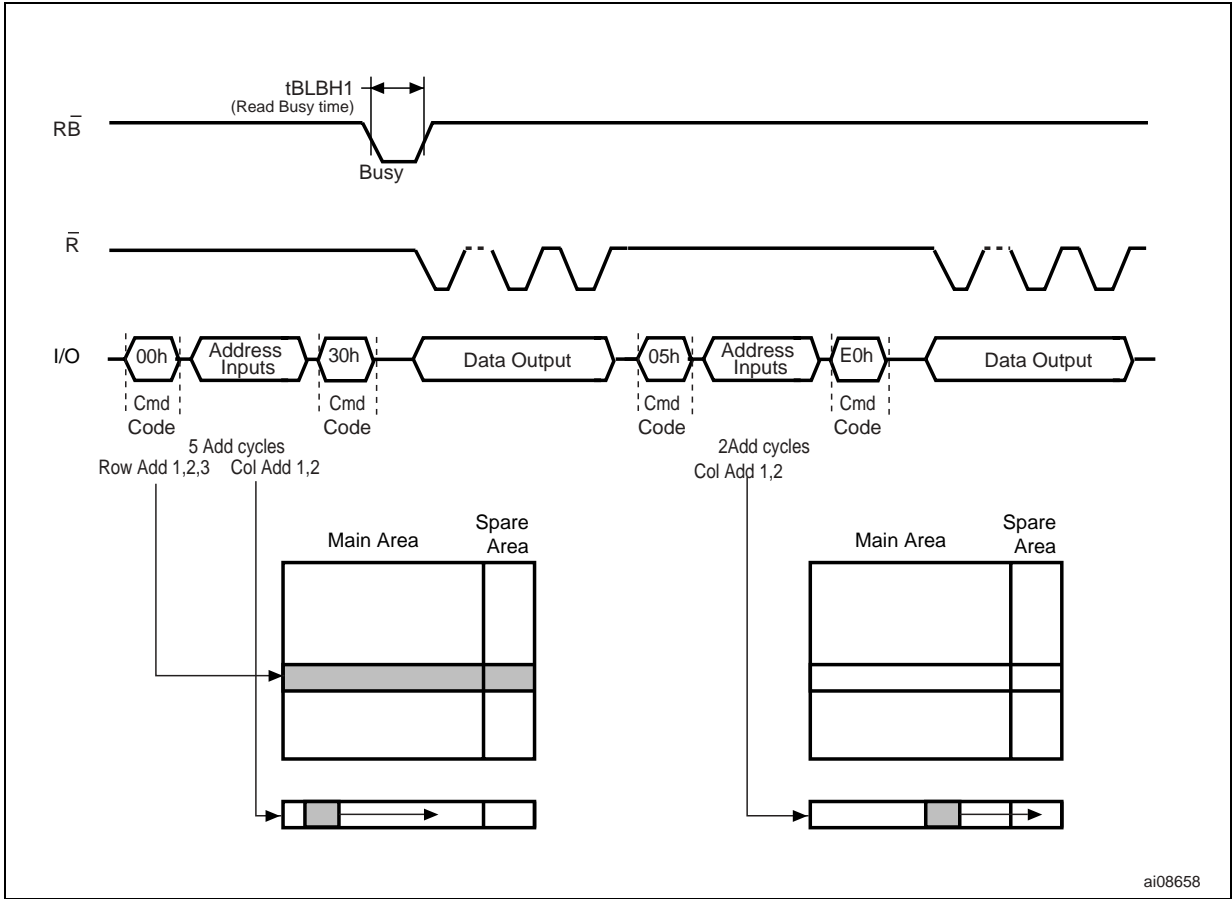 tBLBH1
(Read Busy time)
RB̅
Busy
R̅
I/O
00h
Address
Inputs
30h
Data Output
05h
Address
Inputs
E0h
Data Output
Cmd
Code
Cmd
Code
Cmd
Code
Cmd
Code
5 Add cycles
Row Add 1,2,3 Col Add 1,2
2Add cycles
Col Add 1,2
Main Area
Spare
Area
Main Area
Spare
Area
ai08658